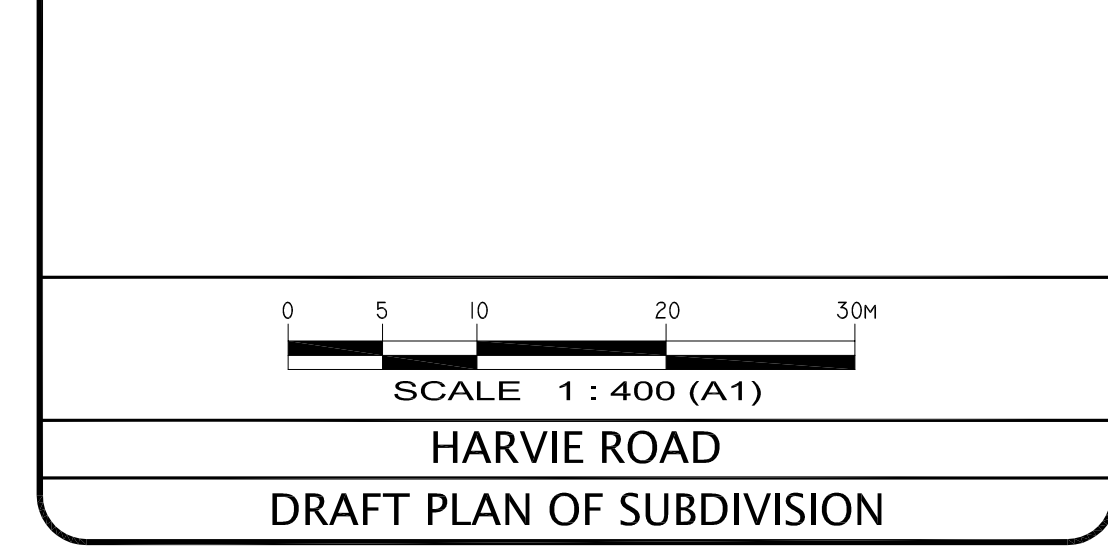 0 5 10 20 30M
SCALE 1 : 400 (A1)
HARVIE ROAD
DRAFT PLAN OF SUBDIVISION